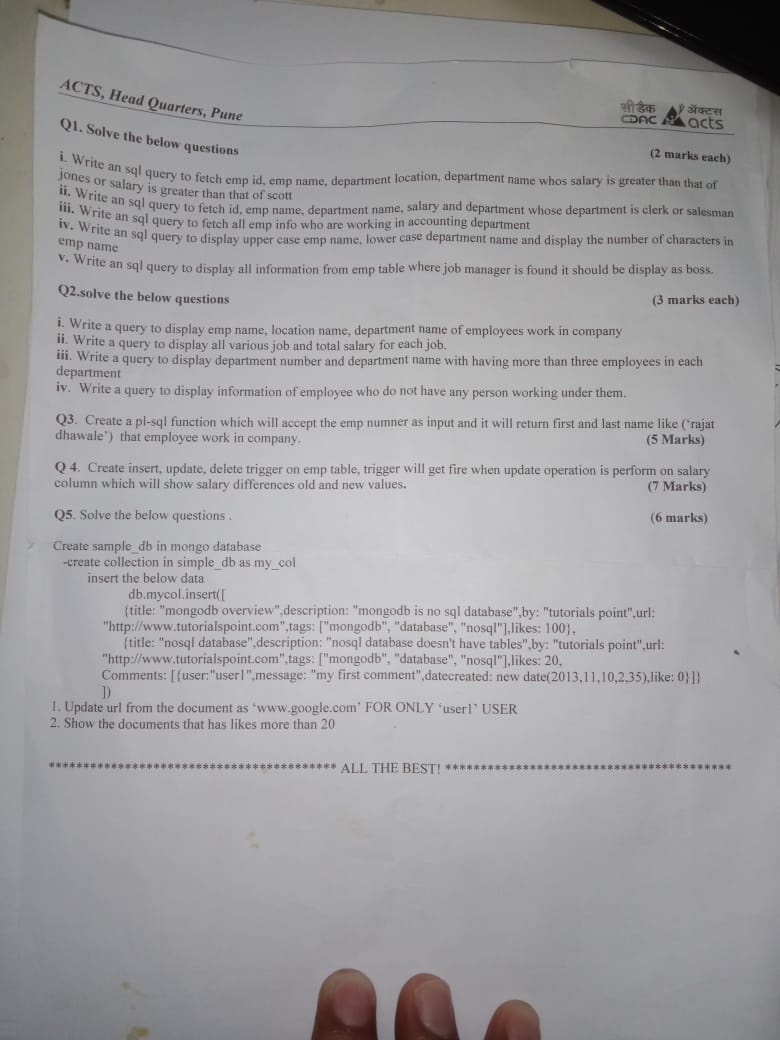 ACTS, Head Quarters, Pune
सीडैक
CDAC
ॲक्टस
acts
Q1. Solve the below questions
(2 marks each)
i. Write an sql query to fetch emp id, emp name, department location, department name whos salary is greater than that of
jones or salary is greater than that of scott
ii. Write an sql query to fetch id, emp name, department name, salary and department whose department is clerk or salesman
iii. Write an sql query to fetch all emp info who are working in accounting department
iv. Write an sql query to display upper case emp name, lower case department name and display the number of characters in
emp name
v. Write an sql query to display all information from emp table where job manager is found it should be display as boss.
Q2.solve the below questions (3 marks each)
i. Write a query to display emp name, location name, department name of employees work in company
ii. Write a query to display all various job and total salary for each job.
iii. Write a query to display department number and department name with having more than three employees in each
department
iv. Write a query to display information of employee who do not have any person working under them.
Q3. Create a pl-sql function which will accept the emp numner as input and it will return first and last name like (‘rajat
dhawale’) that employee work in company. (5 Marks)
Q 4. Create insert, update, delete trigger on emp table, trigger will get fire when update operation is perform on salary
column which will show salary differences old and new values. (7 Marks)
Q5. Solve the below questions . (6 marks)
Create sample_db in mongo database
-create collection in simple_db as my_col
insert the below data
db.mycol.insert([
{title: "mongodb overview",description: "mongodb is no sql database",by: "tutorials point",url:
"http://www.tutorialspoint.com",tags: ["mongodb", "database", "nosql"],likes: 100},
{title: "nosql database",description: "nosql database doesn't have tables",by: "tutorials point",url:
"http://www.tutorialspoint.com",tags: ["mongodb", "database", "nosql"],likes: 20,
Comments: [{user:"user1",message: "my first comment",datecreated: new date(2013,11,10,2,35),like: 0}]}
])
1. Update url from the document as ‘www.google.com’ FOR ONLY ‘user1’ USER
2. Show the documents that has likes more than 20
***************************************** ALL THE BEST! *****************************************